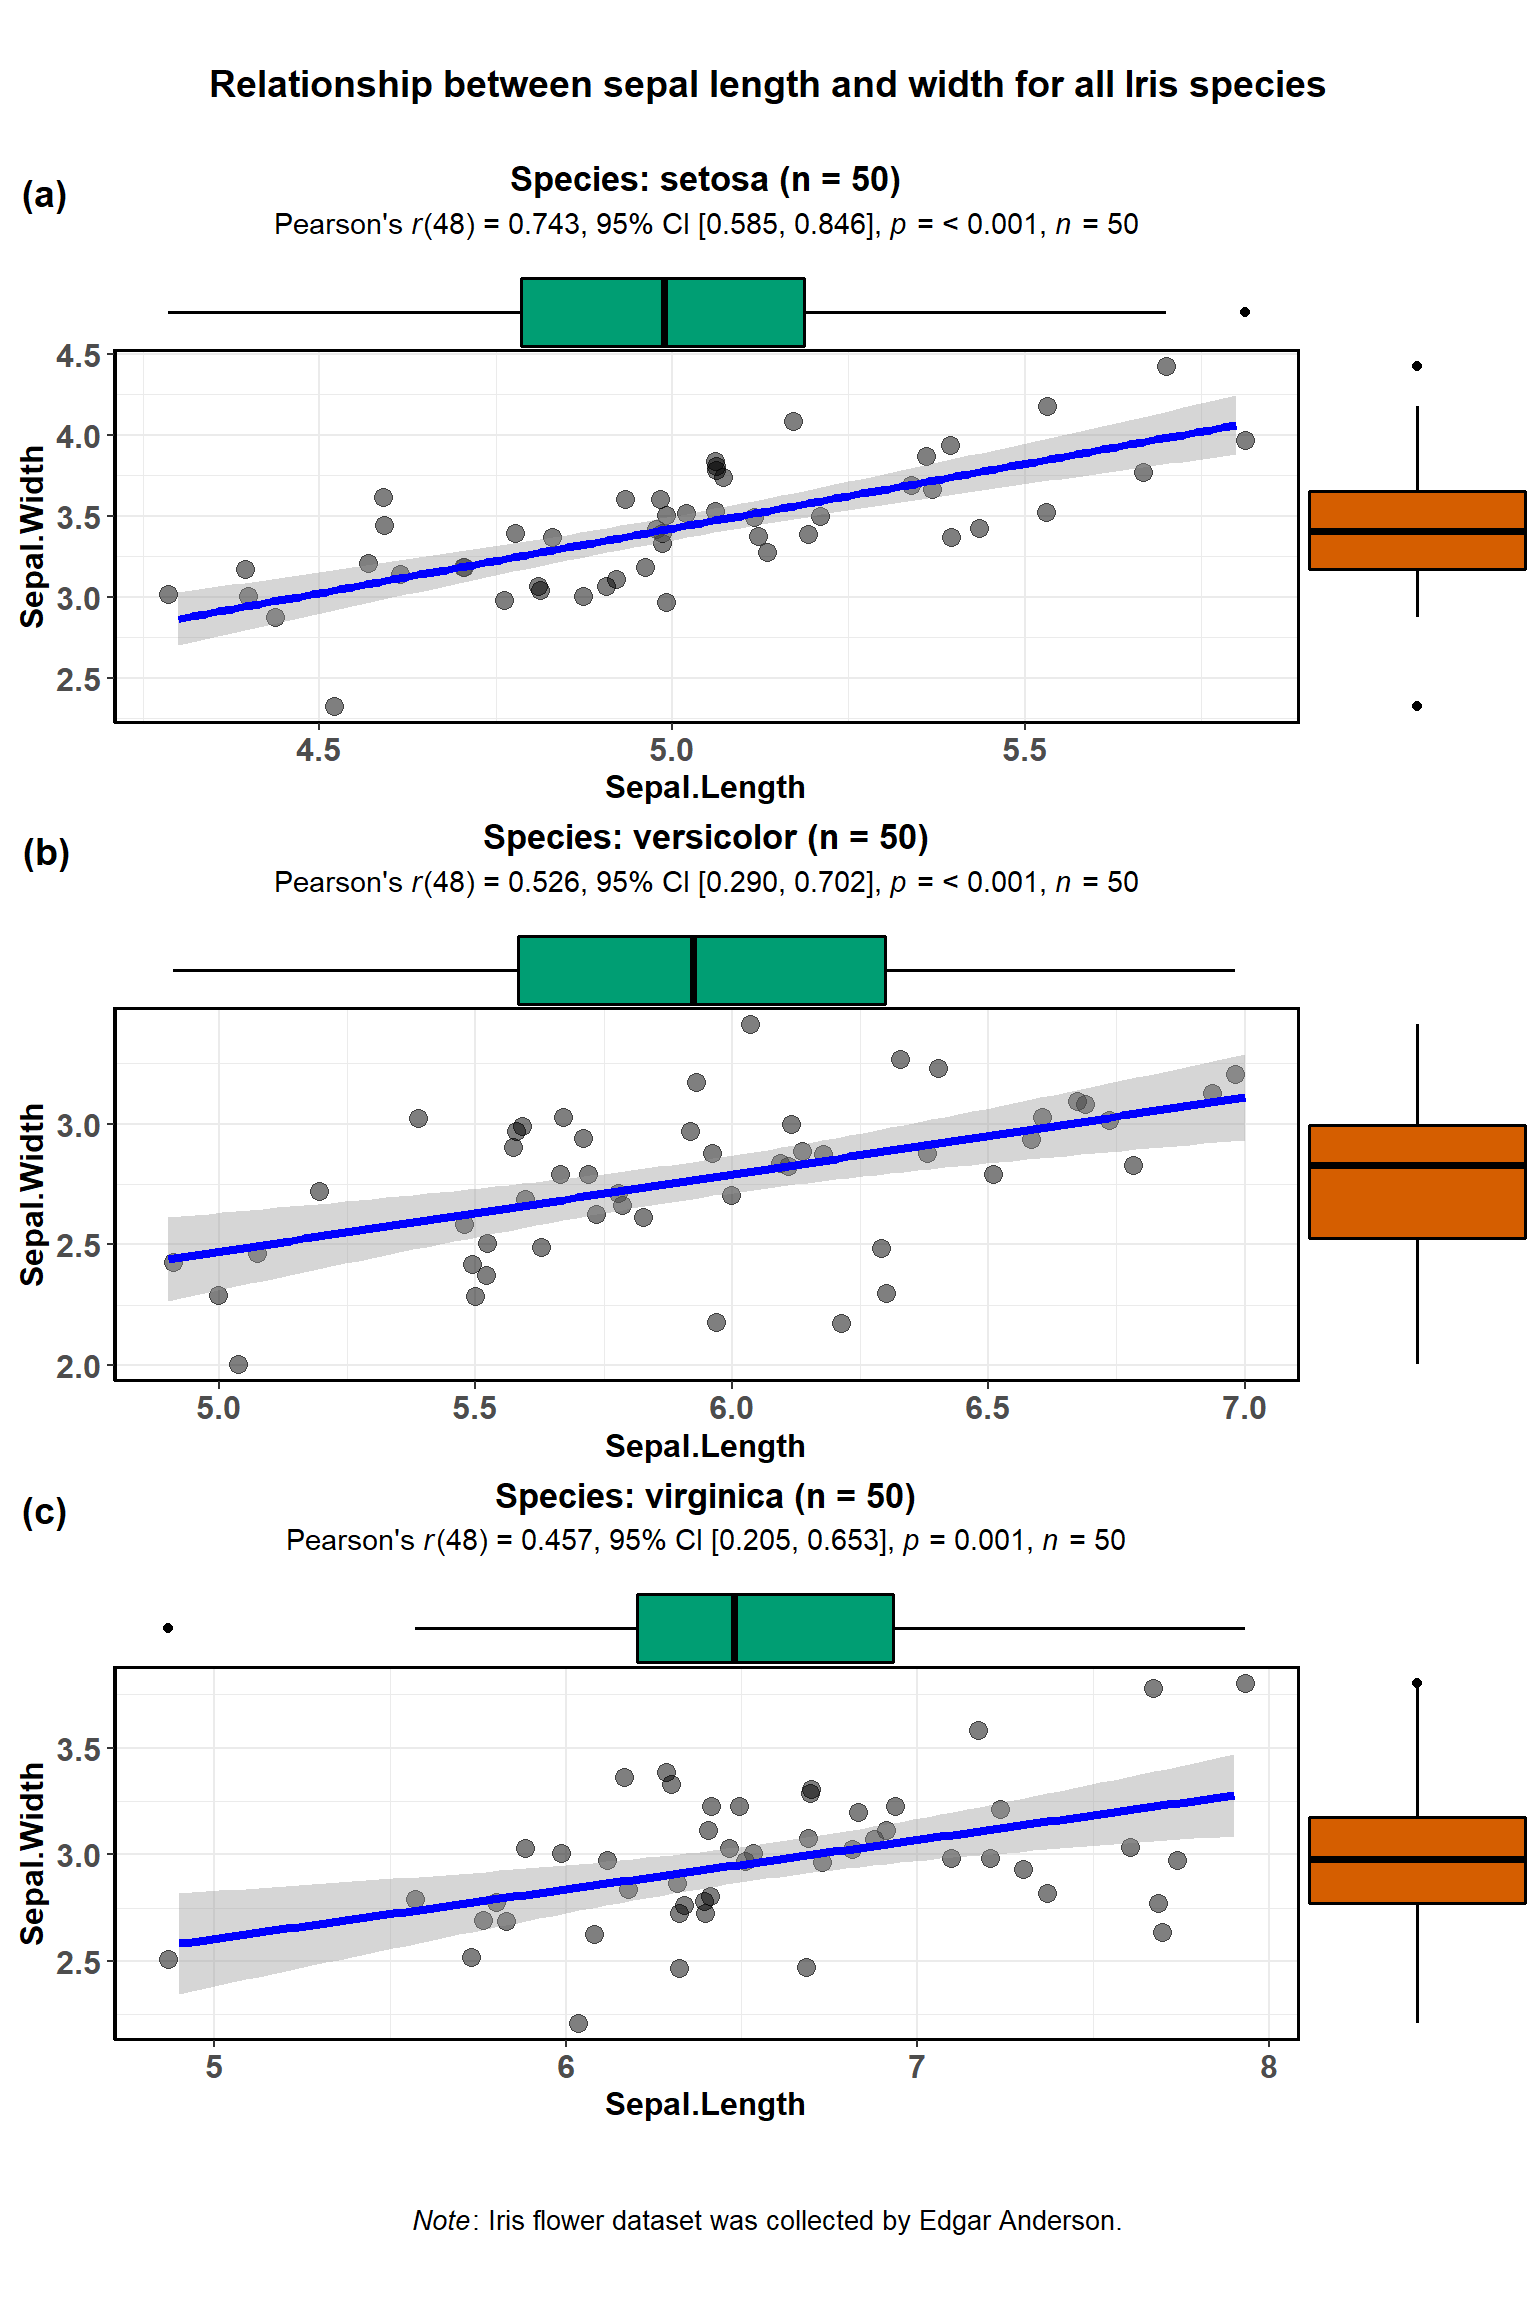 Relationship between sepal length and width for all Iris species
(a)
Species: setosa (n = 50)
Pearson's r(48) = 0.743, 95% CI [0.585, 0.846], p = < 0.001, n = 50
4.5
4.0
3.5
3.0
2.5
Sepal.Width
4.5 5.0 5.5
Sepal.Length
(b)
Species: versicolor (n = 50)
Pearson's r(48) = 0.526, 95% CI [0.290, 0.702], p = < 0.001, n = 50
3.0
2.5
2.0
Sepal.Width
5.0 5.5 6.0 6.5 7.0
Sepal.Length
(c)
Species: virginica (n = 50)
Pearson's r(48) = 0.457, 95% CI [0.205, 0.653], p = 0.001, n = 50
3.5
3.0
2.5
Sepal.Width
5 6 7 8
Sepal.Length
Note: Iris flower dataset was collected by Edgar Anderson.